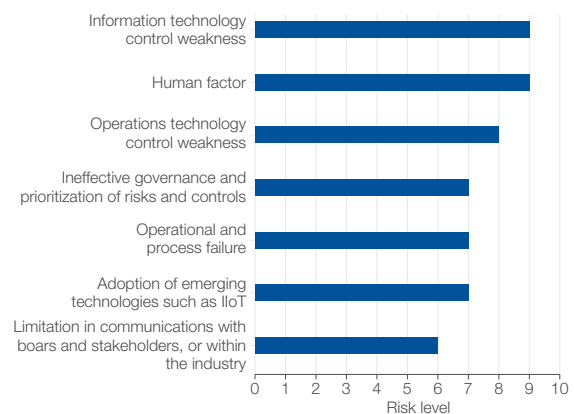 Information technology
control weakness
Human factor
Operations technology
control weakness
Ineffective governance and
prioritization of risks and controls
Operational and
process failure
Adoption of emerging
technologies such as IIoT
Limitation in communications with
boars and stakeholders, or within
the industry
0 1 2 3 4 5 6 7 8 9 10
Risk level